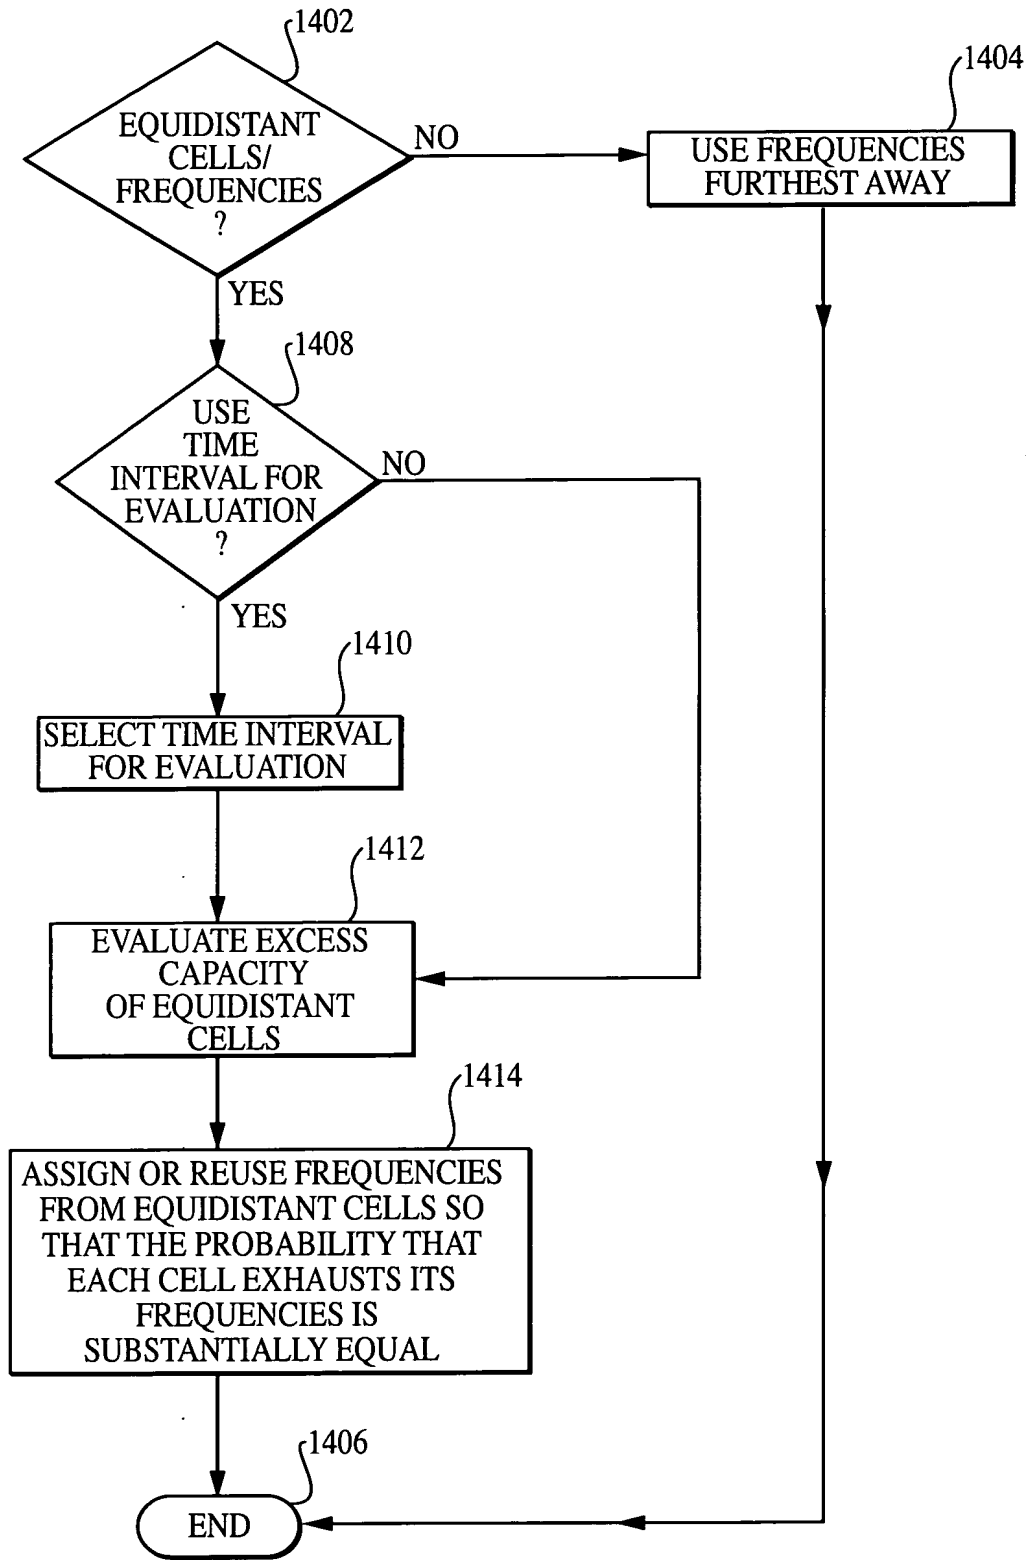 1402
EQUIDISTANT
CELLS/
FREQUENCIES
?
NO
1404
USE FREQUENCIES
FURTHEST AWAY
YES
1408
USE
TIME
INTERVAL FOR
EVALUATION
?
NO
YES
1410
SELECT TIME INTERVAL
FOR EVALUATION
1412
EVALUATE EXCESS
CAPACITY
OF EQUIDISTANT
CELLS
1414
ASSIGN OR REUSE FREQUENCIES
FROM EQUIDISTANT CELLS SO
THAT THE PROBABILITY THAT
EACH CELL EXHAUSTS ITS
FREQUENCIES IS
SUBSTANTIALLY EQUAL
1406
END